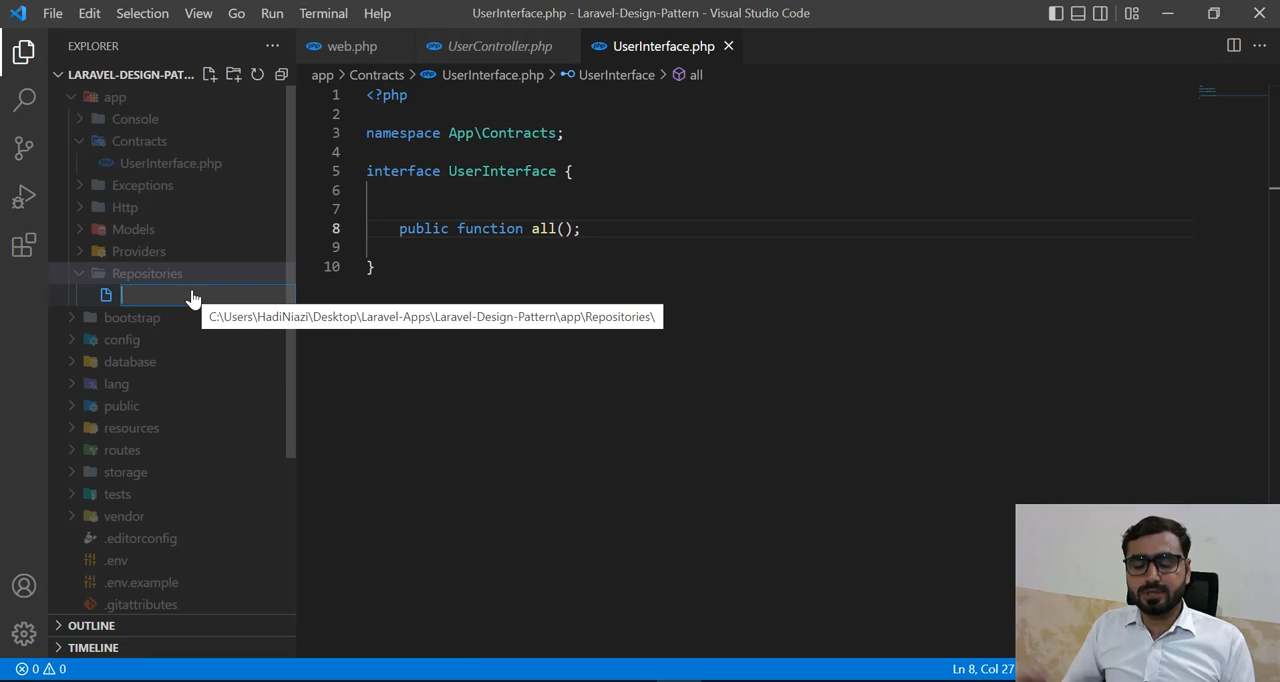 File Edit Selection View Go Run Terminal Help
UserInterface.php - Laravel-Design-Pattern - Visual Studio Code
EXPLORER
LARAVEL-DESIGN-PAT...
app
Console
Contracts
UserInterface.php
Exceptions
Http
Models
Providers
Repositories
bootstrap
config
database
lang
public
resources
routes
storage
tests
vendor
.editorconfig
.env
.env.example
.gitattributes
OUTLINE
TIMELINE
web.php
UserController.php
UserInterface.php
app > Contracts > UserInterface.php > UserInterface > all
1 <?php
2
3 namespace App\Contracts;
4
5 interface UserInterface {
6
7
8 public function all();
9
10 }
C:\Users\HadiNiazi\Desktop\Laravel-Apps\Laravel-Design-Pattern\app\Repositories\
0 0
Ln 8, Col 27